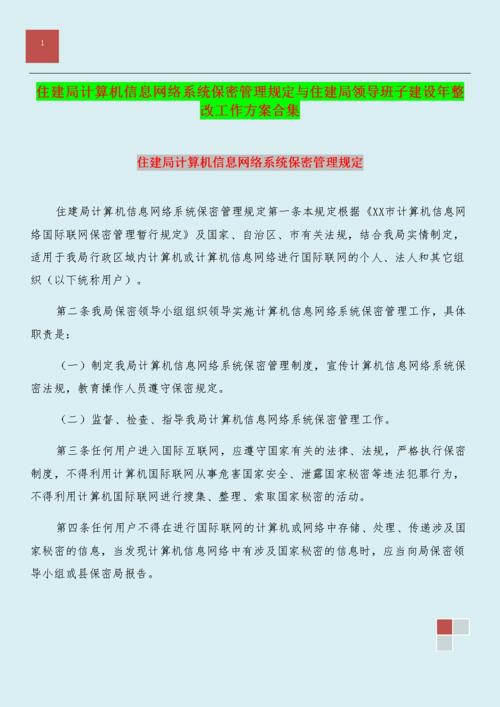 1
住建局计算机信息网络系统保密管理规定与住建局领导班子建设年整
改工作方案合集
住建局计算机信息网络系统保密管理规定
住建局计算机信息网络系统保密管理规定第一条本规定根据《XX市计算机信息网
络国际联网保密管理暂行规定》及国家、自治区、市有关法规，结合我局实情制定，
适用于我局行政区域内计算机或计算机网络进行国际联网的个人、法人和其它组
织（以下统称用户）。
第二条我局保密领导小组组织领导实施计算机信息网络系统保密管理工作，具体
职责是：
（一）制定我局计算机信息网络系统保密管理制度，宣传计算机信息网络系统保
密法规，教育操作人员遵守保密规定。
（二）监督、检查、指导我局计算机信息网络系统保密管理工作。
第三条任何用户进入国际互联网，应遵守国家有关的法律、法规，严格执行保密
制度，不得利用计算机国际联网从事危害国家安全、泄露国家秘密等违法犯罪行为，
不得利用计算机国际联网进行搜集、整理、索取国家秘密的活动。
第四条任何用户不得在进行国际联网的计算机或网络中存储、处理、传递涉及国
家秘密的信息，当发现计算机信息网络中有涉及国家秘密的信息时，应当向局保密领
导小组或县保密局报告。